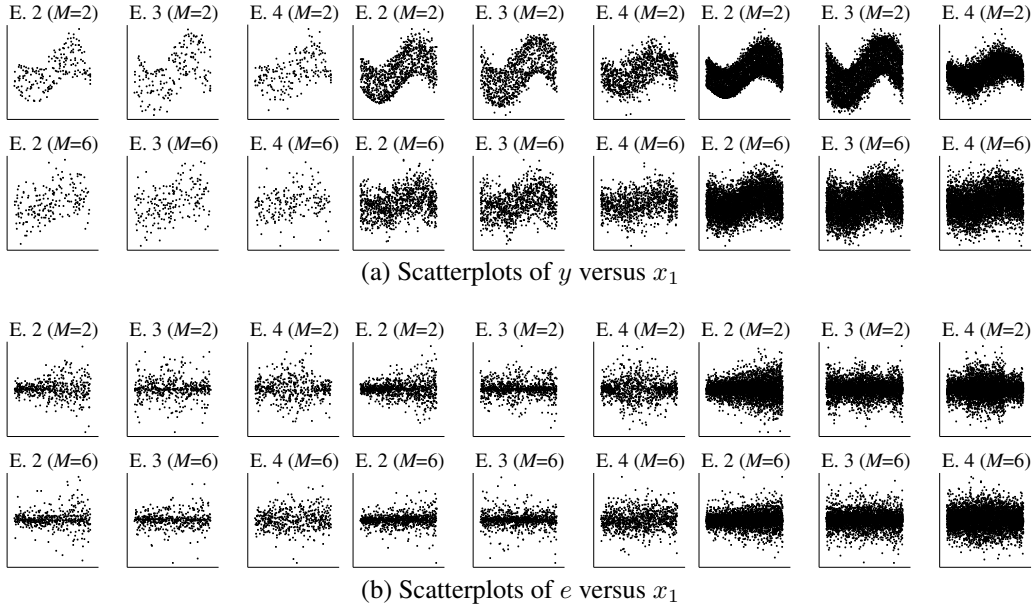 E. 2 (M=2) E. 3 (M=2) E. 4 (M=2) E. 2 (M=2) E. 3 (M=2) E. 4 (M=2) E. 2 (M=2) E. 3 (M=2) E. 4 (M=2)
E. 2 (M=6) E. 3 (M=6) E. 4 (M=6) E. 2 (M=6) E. 3 (M=6) E. 4 (M=6) E. 2 (M=6) E. 3 (M=6) E. 4 (M=6)
(a) Scatterplots of y versus x₁
E. 2 (M=2) E. 3 (M=2) E. 4 (M=2) E. 2 (M=2) E. 3 (M=2) E. 4 (M=2) E. 2 (M=2) E. 3 (M=2) E. 4 (M=2)
E. 2 (M=6) E. 3 (M=6) E. 4 (M=6) E. 2 (M=6) E. 3 (M=6) E. 4 (M=6) E. 2 (M=6) E. 3 (M=6) E. 4 (M=6)
(b) Scatterplots of e versus x₁